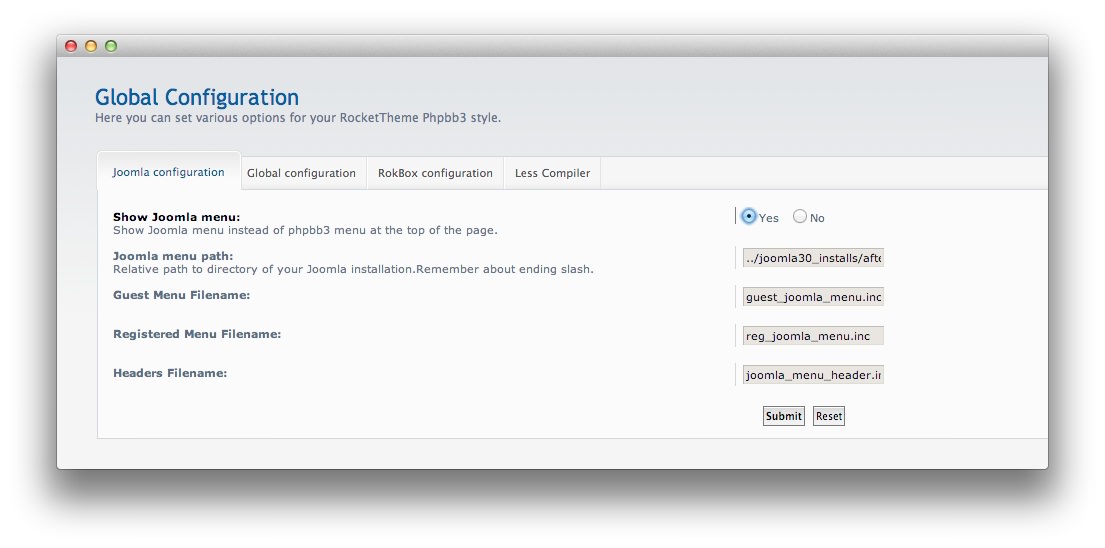 Global Configuration
Here you can set various options for your RocketTheme Phpbb3 style.
Joomla configuration Global configuration RokBox configuration Less Compiler
Show Joomla menu: Yes No
Show Joomla menu instead of phpbb3 menu at the top of the page.
Joomla menu path: ../joomla30_installs/afte
Relative path to directory of your Joomla installation.Remember about ending slash.
Guest Menu Filename: guest_joomla_menu.inc
Registered Menu Filename: reg_joomla_menu.inc
Headers Filename: joomla_menu_header.in
Submit Reset